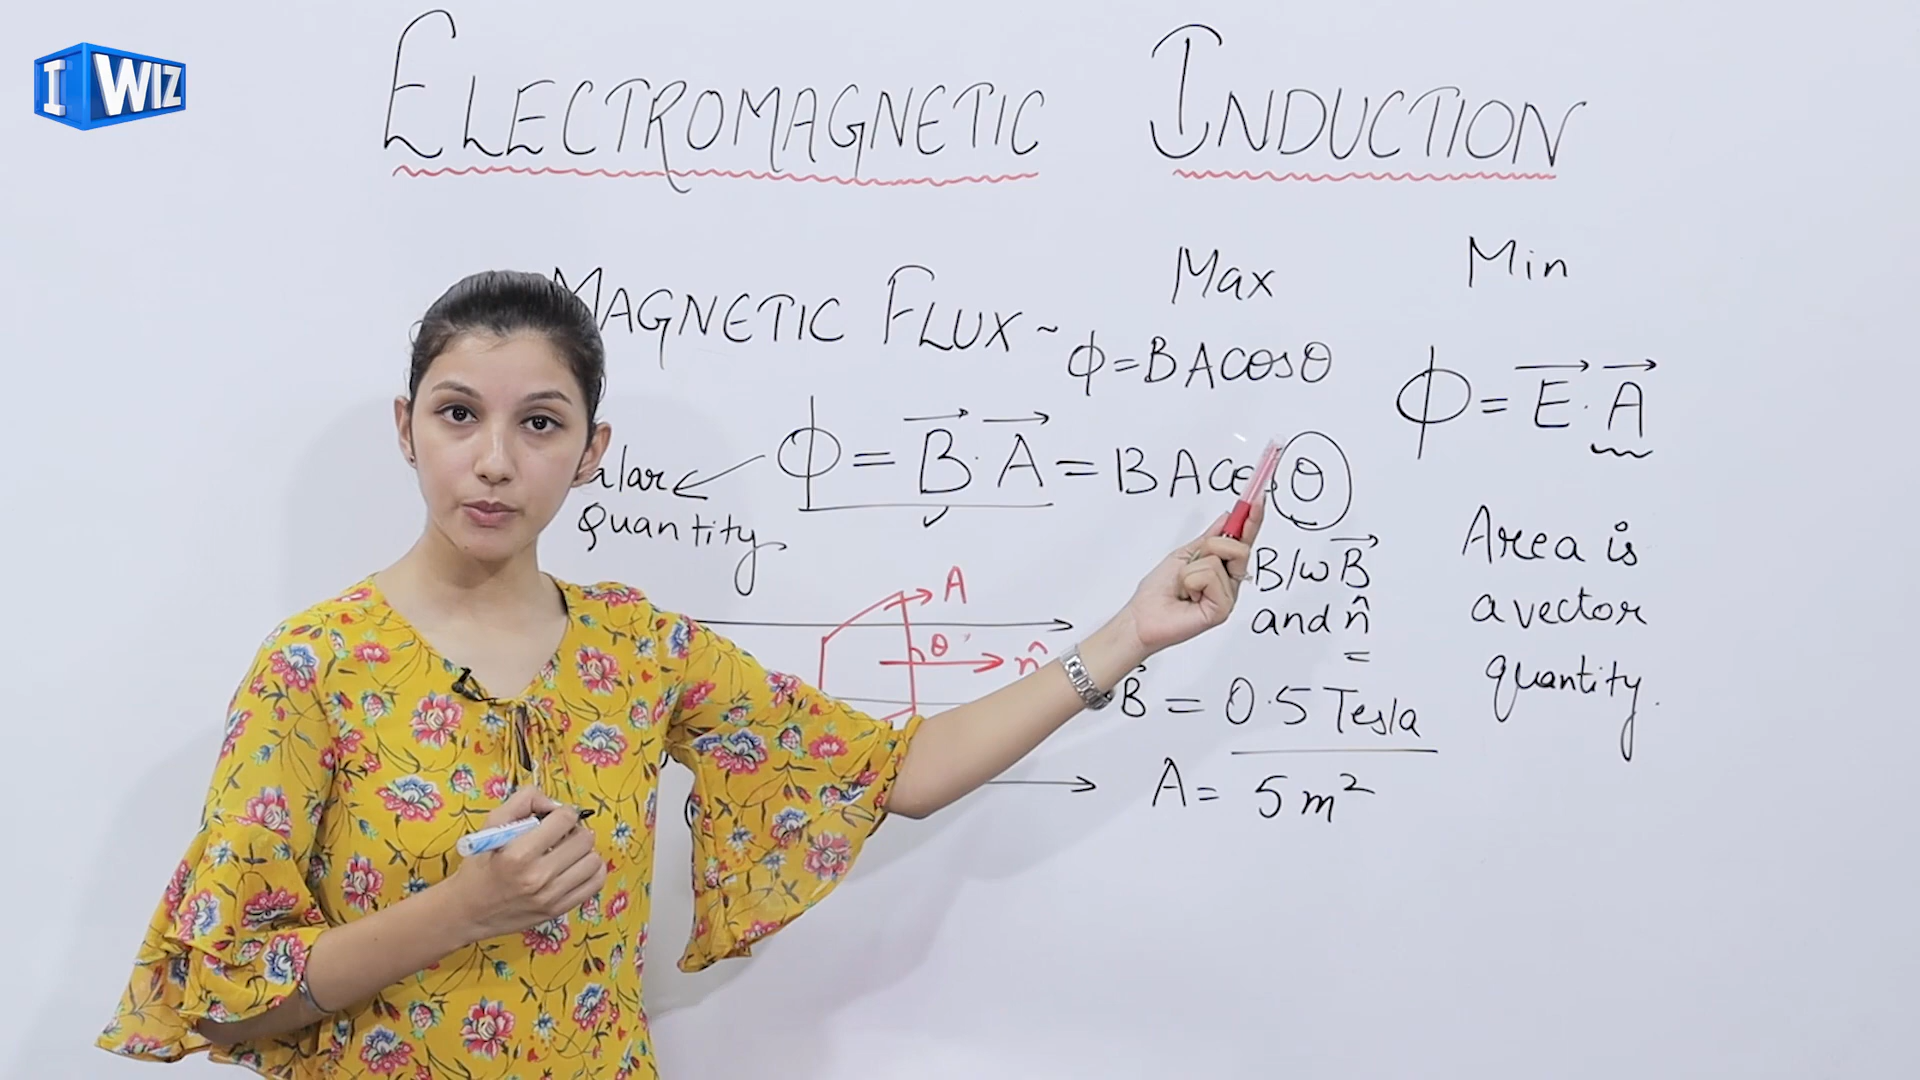 I WIZ
ELECTROMAGNETIC INDUCTION
MAGNETIC FLUX ~
Max
Min
ϕ = BAcosθ
ϕ = E⃗ · A⃗
ϕ = B⃗ · A⃗ = BAcosθ
Quantity
B/w B⃗
and n̂
Area is
a vector
quantity.
A
θ
n̂
B⃗ = 0.5 Tesla
A = 5 m²